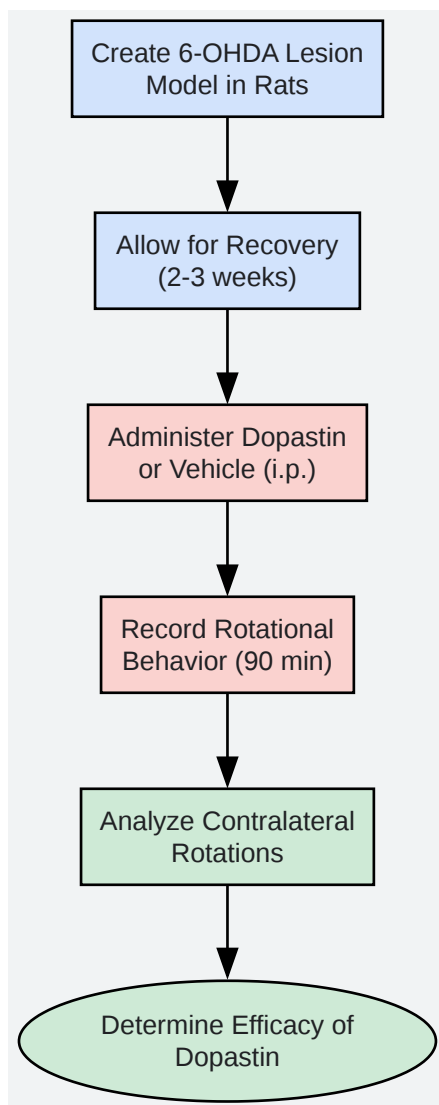 Create 6-OHDA Lesion
Model in Rats
Allow for Recovery
(2-3 weeks)
Administer Dopastin
or Vehicle (i.p.)
Record Rotational
Behavior (90 min)
Analyze Contralateral
Rotations
Determine Efficacy of
Dopastin